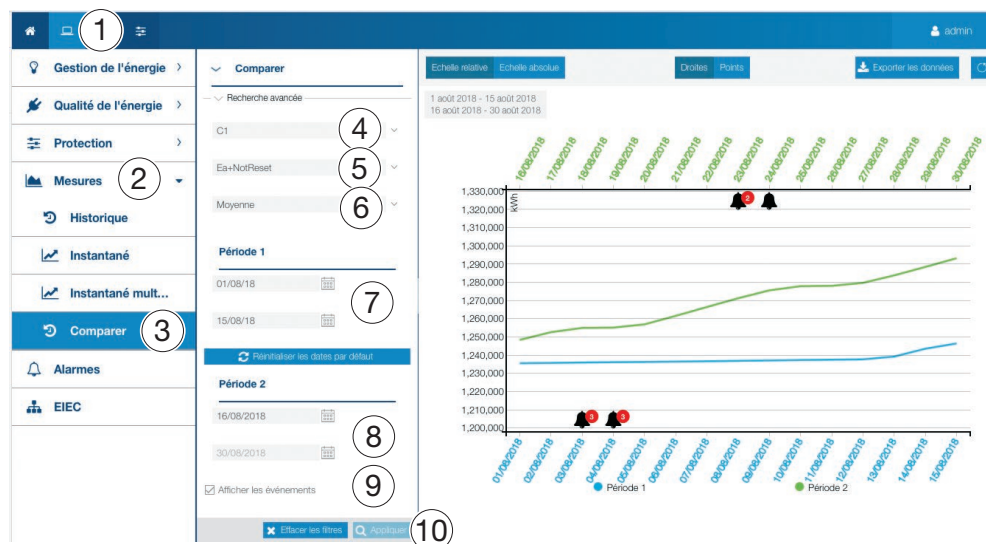 1
admin
Gestion de l'énergie
Qualité de l'énergie
Protection
Mesures
2
Historique
Instantané
Instantané mult...
Comparer
3
Alarmes
EIEC
Comparer
Recherche avancée
C1
4
Ea+NotReset
5
Moyenne
6
Période 1
01/08/18
7
15/08/18
Réinitialiser les dates par défaut
Période 2
16/08/2018
8
30/08/2018
Afficher les événements
9
Effacer les filtres
Appliquer
10
Echelle relative Echelle absolue
Droites Points
Exporter les données
1 août 2018 - 15 août 2018
16 août 2018 - 30 août 2018
16/08/2018 17/08/2018 18/08/2018 19/08/2018 20/08/2018 21/08/2018 22/08/2018 23/08/2018 24/08/2018 25/08/2018 26/08/2018 27/08/2018 28/08/2018 29/08/2018 30/08/2018
kWh
1,330,000
2
1,320,000
1,310,000
1,300,000
1,290,000
1,280,000
1,270,000
1,260,000
1,250,000
1,240,000
1,230,000
1,220,000
1,210,000
3 3
1,200,000
01/08/2018 02/08/2018 03/08/2018 04/08/2018 05/08/2018 06/08/2018 07/08/2018 08/08/2018 09/08/2018 10/08/2018 11/08/2018 12/08/2018 13/08/2018 14/08/2018 15/08/2018
Période 1 Période 2